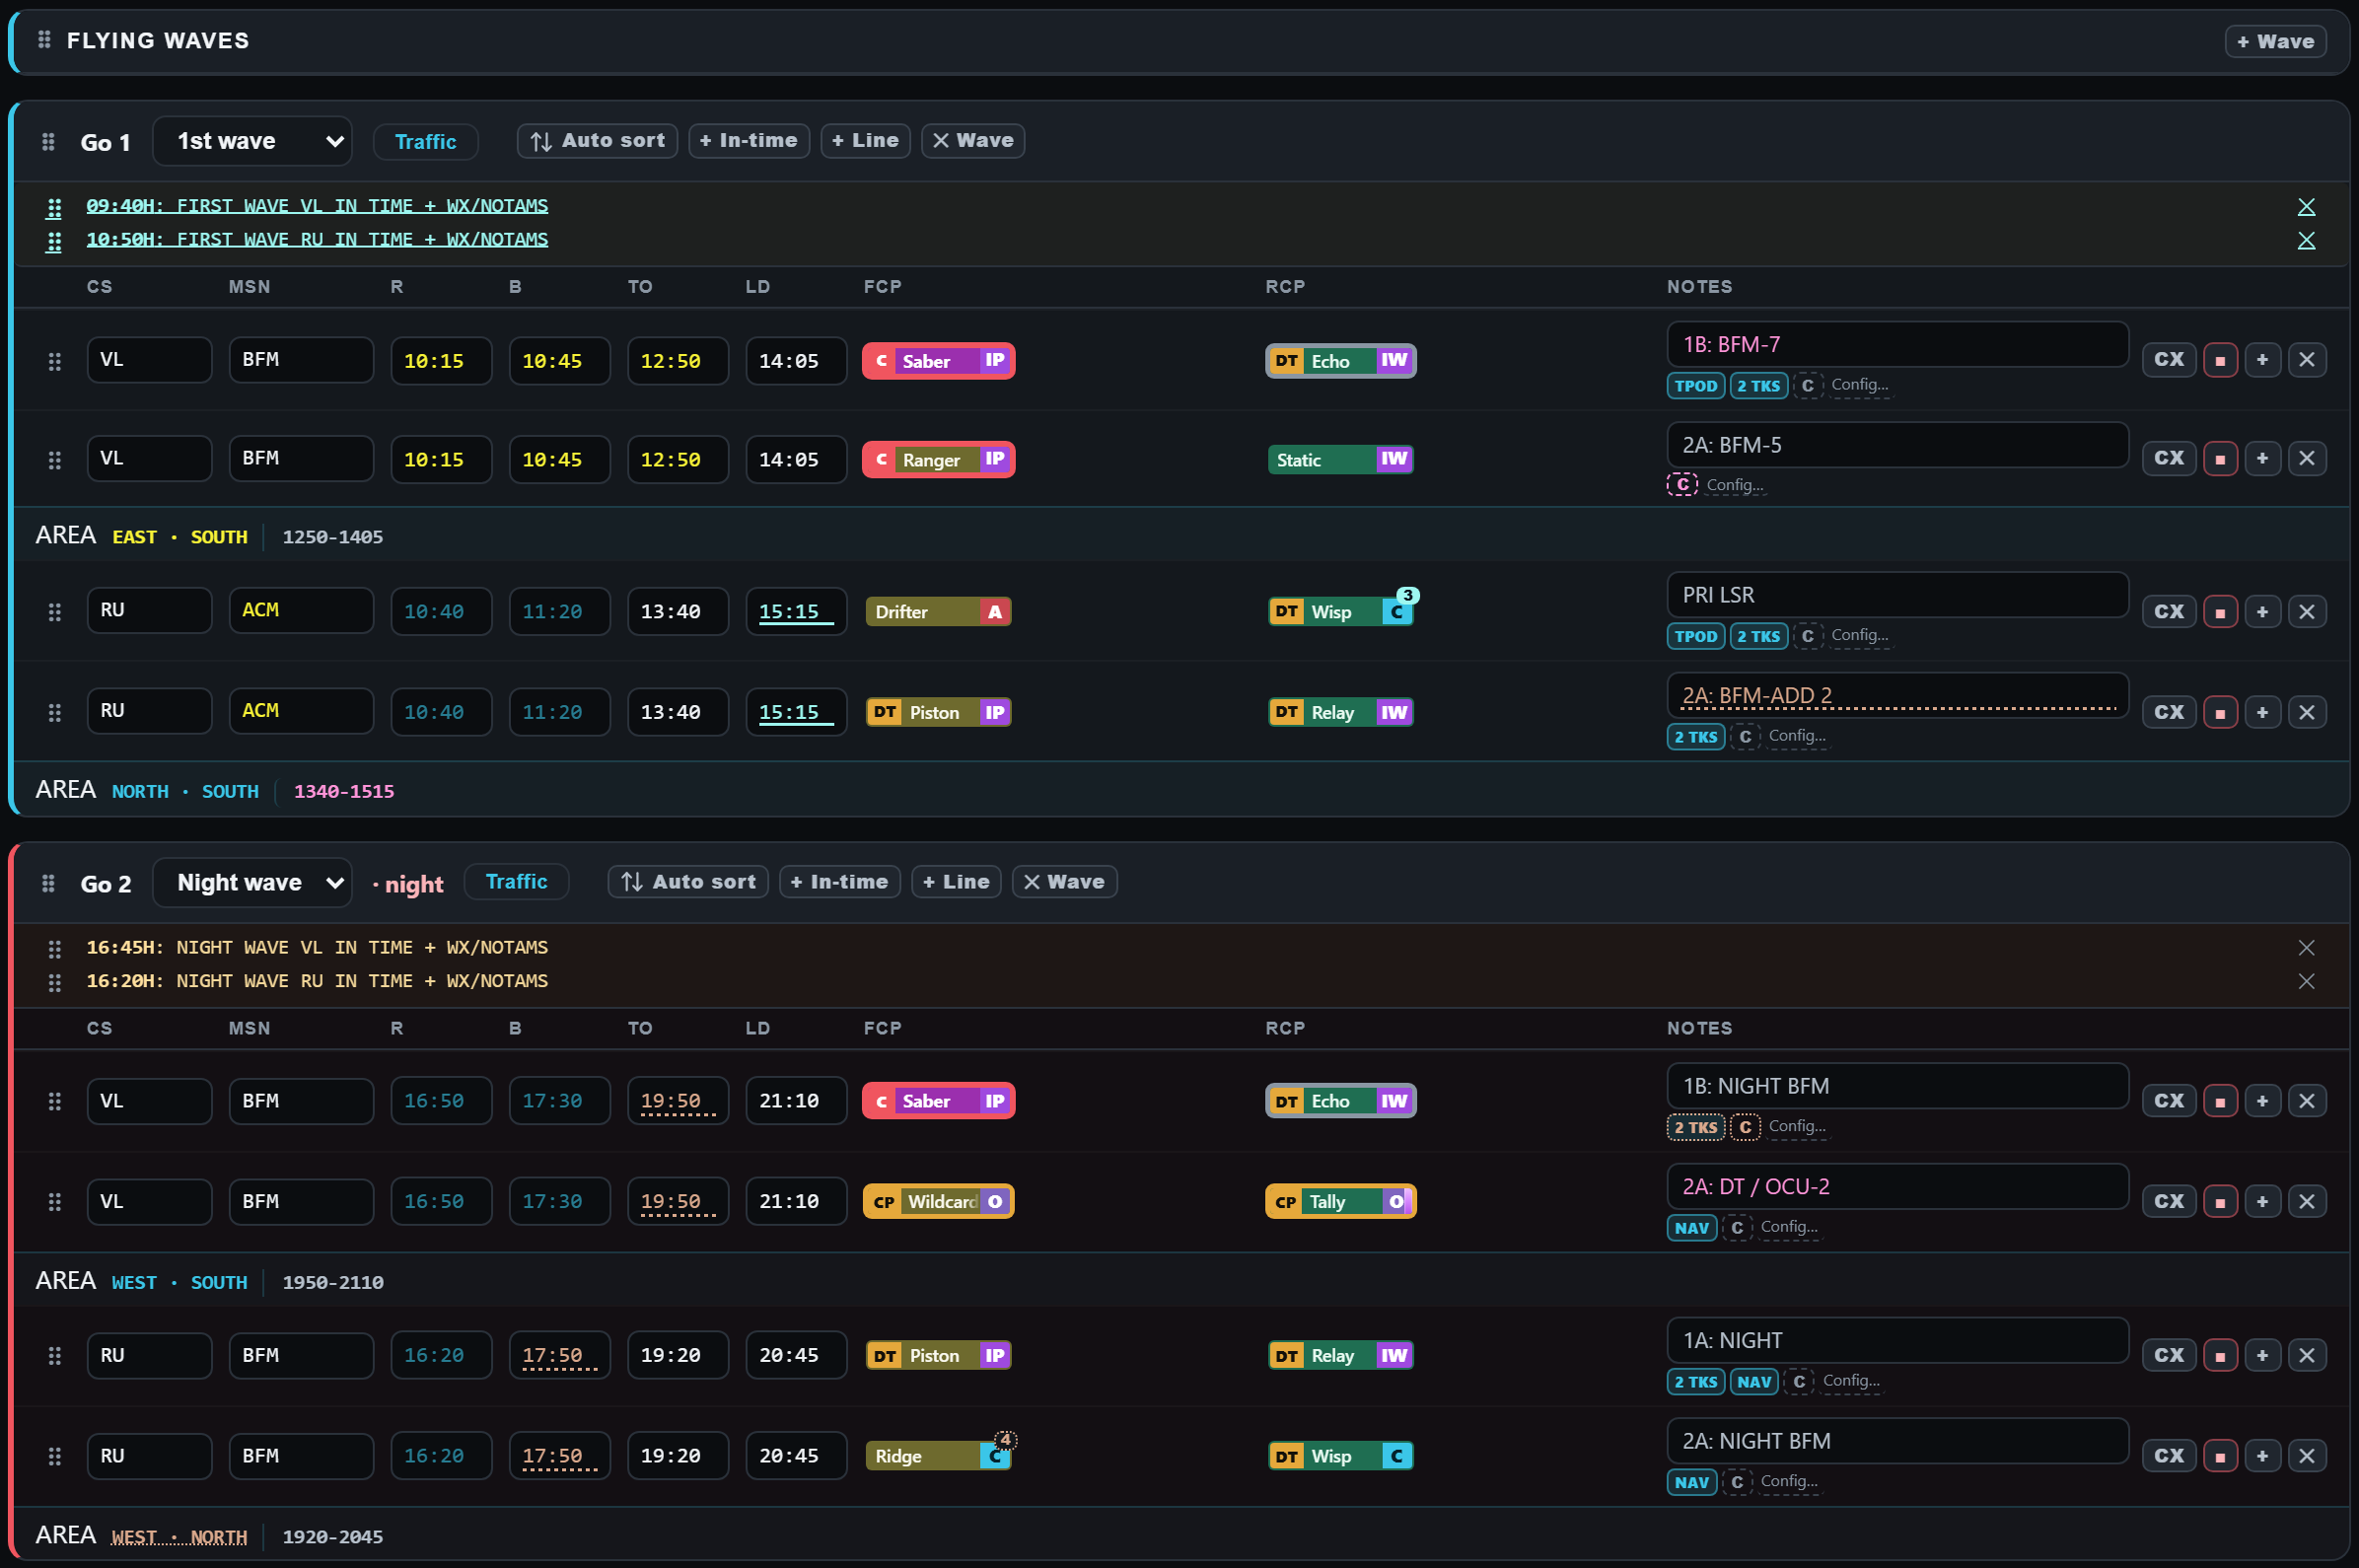 FLYING WAVES + Wave
Go 1 1st wave Traffic Auto sort + In-time + Line × Wave
09:40H: FIRST WAVE VL IN TIME + WX/NOTAMS
10:50H: FIRST WAVE RU IN TIME + WX/NOTAMS
CS MSN R B TO LD FCP RCP NOTES
VL BFM 10:15 10:45 12:50 14:05 C Saber IP DT Echo IW 1B: BFM-7 CX + ×
TPOD 2 TKS C Config...
VL BFM 10:15 10:45 12:50 14:05 C Ranger IP Static IW 2A: BFM-5 CX + ×
C Config...
AREA EAST · SOUTH 1250-1405
RU ACM 10:40 11:20 13:40 15:15 Drifter A DT Wisp C 3 PRI LSR CX + ×
TPOD 2 TKS C Config...
RU ACM 10:40 11:20 13:40 15:15 DT Piston IP DT Relay IW 2A: BFM-ADD 2 CX + ×
2 TKS C Config...
AREA NORTH · SOUTH 1340-1515
Go 2 Night wave · night Traffic Auto sort + In-time + Line × Wave
16:45H: NIGHT WAVE VL IN TIME + WX/NOTAMS
16:20H: NIGHT WAVE RU IN TIME + WX/NOTAMS
CS MSN R B TO LD FCP RCP NOTES
VL BFM 16:50 17:30 19:50 21:10 C Saber IP DT Echo IW 1B: NIGHT BFM CX + ×
2 TKS C Config...
VL BFM 16:50 17:30 19:50 21:10 CP Wildcard O CP Tally O 2A: DT / OCU-2 CX + ×
NAV C Config...
AREA WEST · SOUTH 1950-2110
RU BFM 16:20 17:50 19:20 20:45 DT Piston IP DT Relay IW 1A: NIGHT CX + ×
2 TKS NAV C Config...
RU BFM 16:20 17:50 19:20 20:45 Ridge C 4 DT Wisp C 2A: NIGHT BFM CX + ×
NAV C Config...
AREA WEST · NORTH 1920-2045